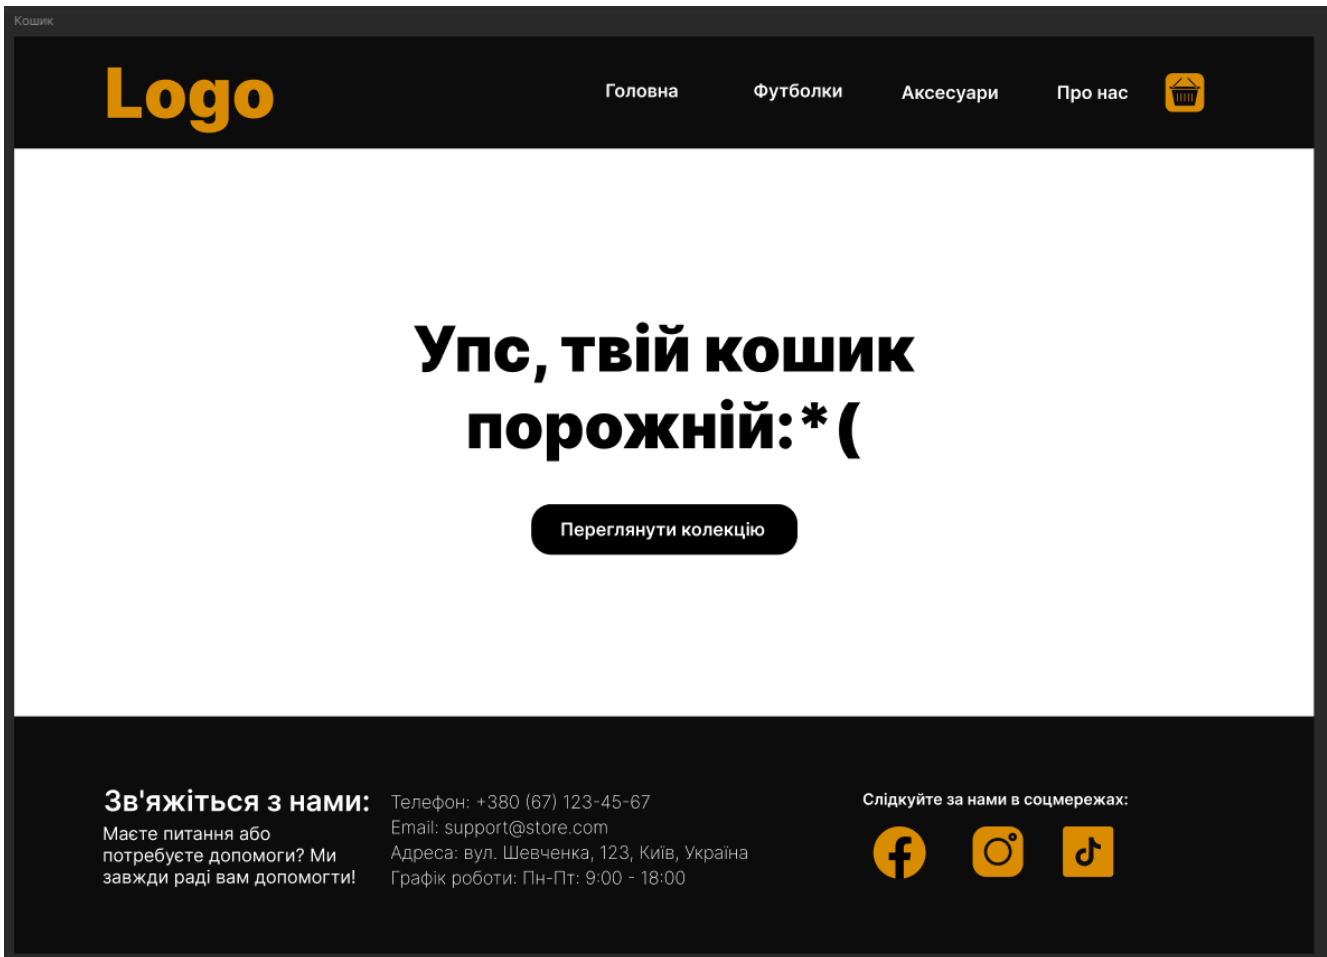 Кошик
Logo
Головна
Футболки
Аксесуари
Про нас
Упс, твій кошик
порожній:*(
Переглянути колекцію
Зв'яжіться з нами:
Маєте питання або
потребуєте допомоги? Ми
завжди раді вам допомогти!
Телефон: +380 (67) 123-45-67
Email: support@store.com
Адреса: вул. Шевченка, 123, Київ, Україна
Графік роботи: Пн-Пт: 9:00 - 18:00
Слідкуйте за нами в соцмережах: